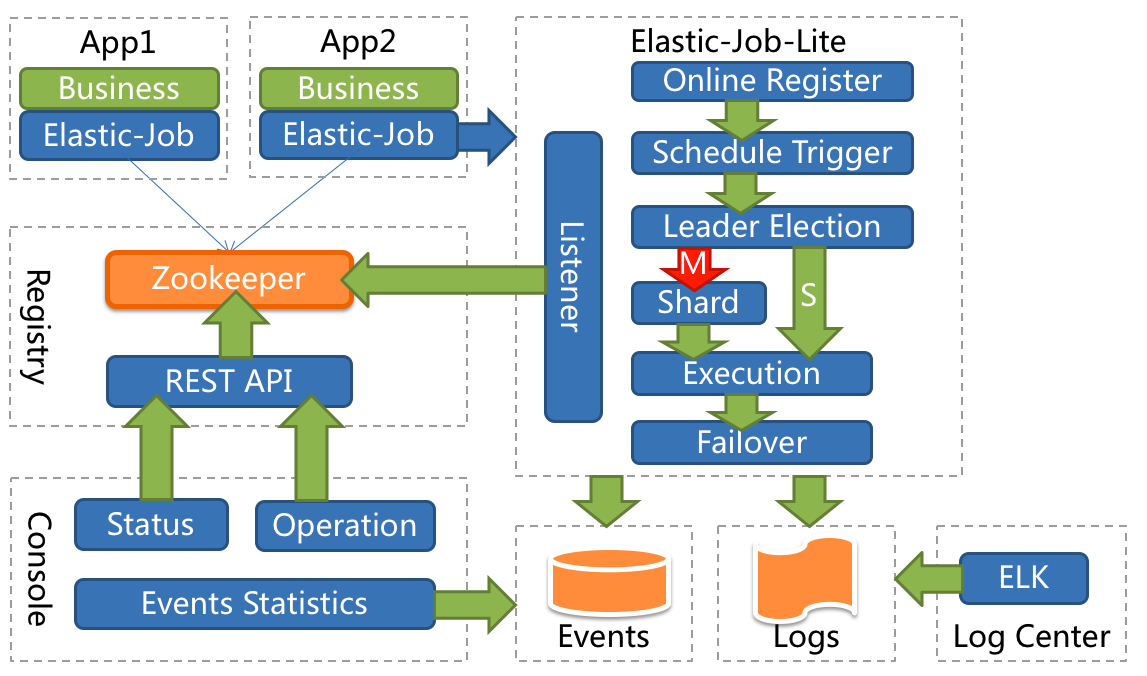 App1
Business
Elastic-Job
App2
Business
Elastic-Job
Elastic-Job-Lite
Online Register
Schedule Trigger
Leader Election
M
S
Shard
Execution
Failover
Listener
Registry
Zookeeper
REST API
Console
Status
Operation
Events Statistics
Events
Logs
ELK
Log Center